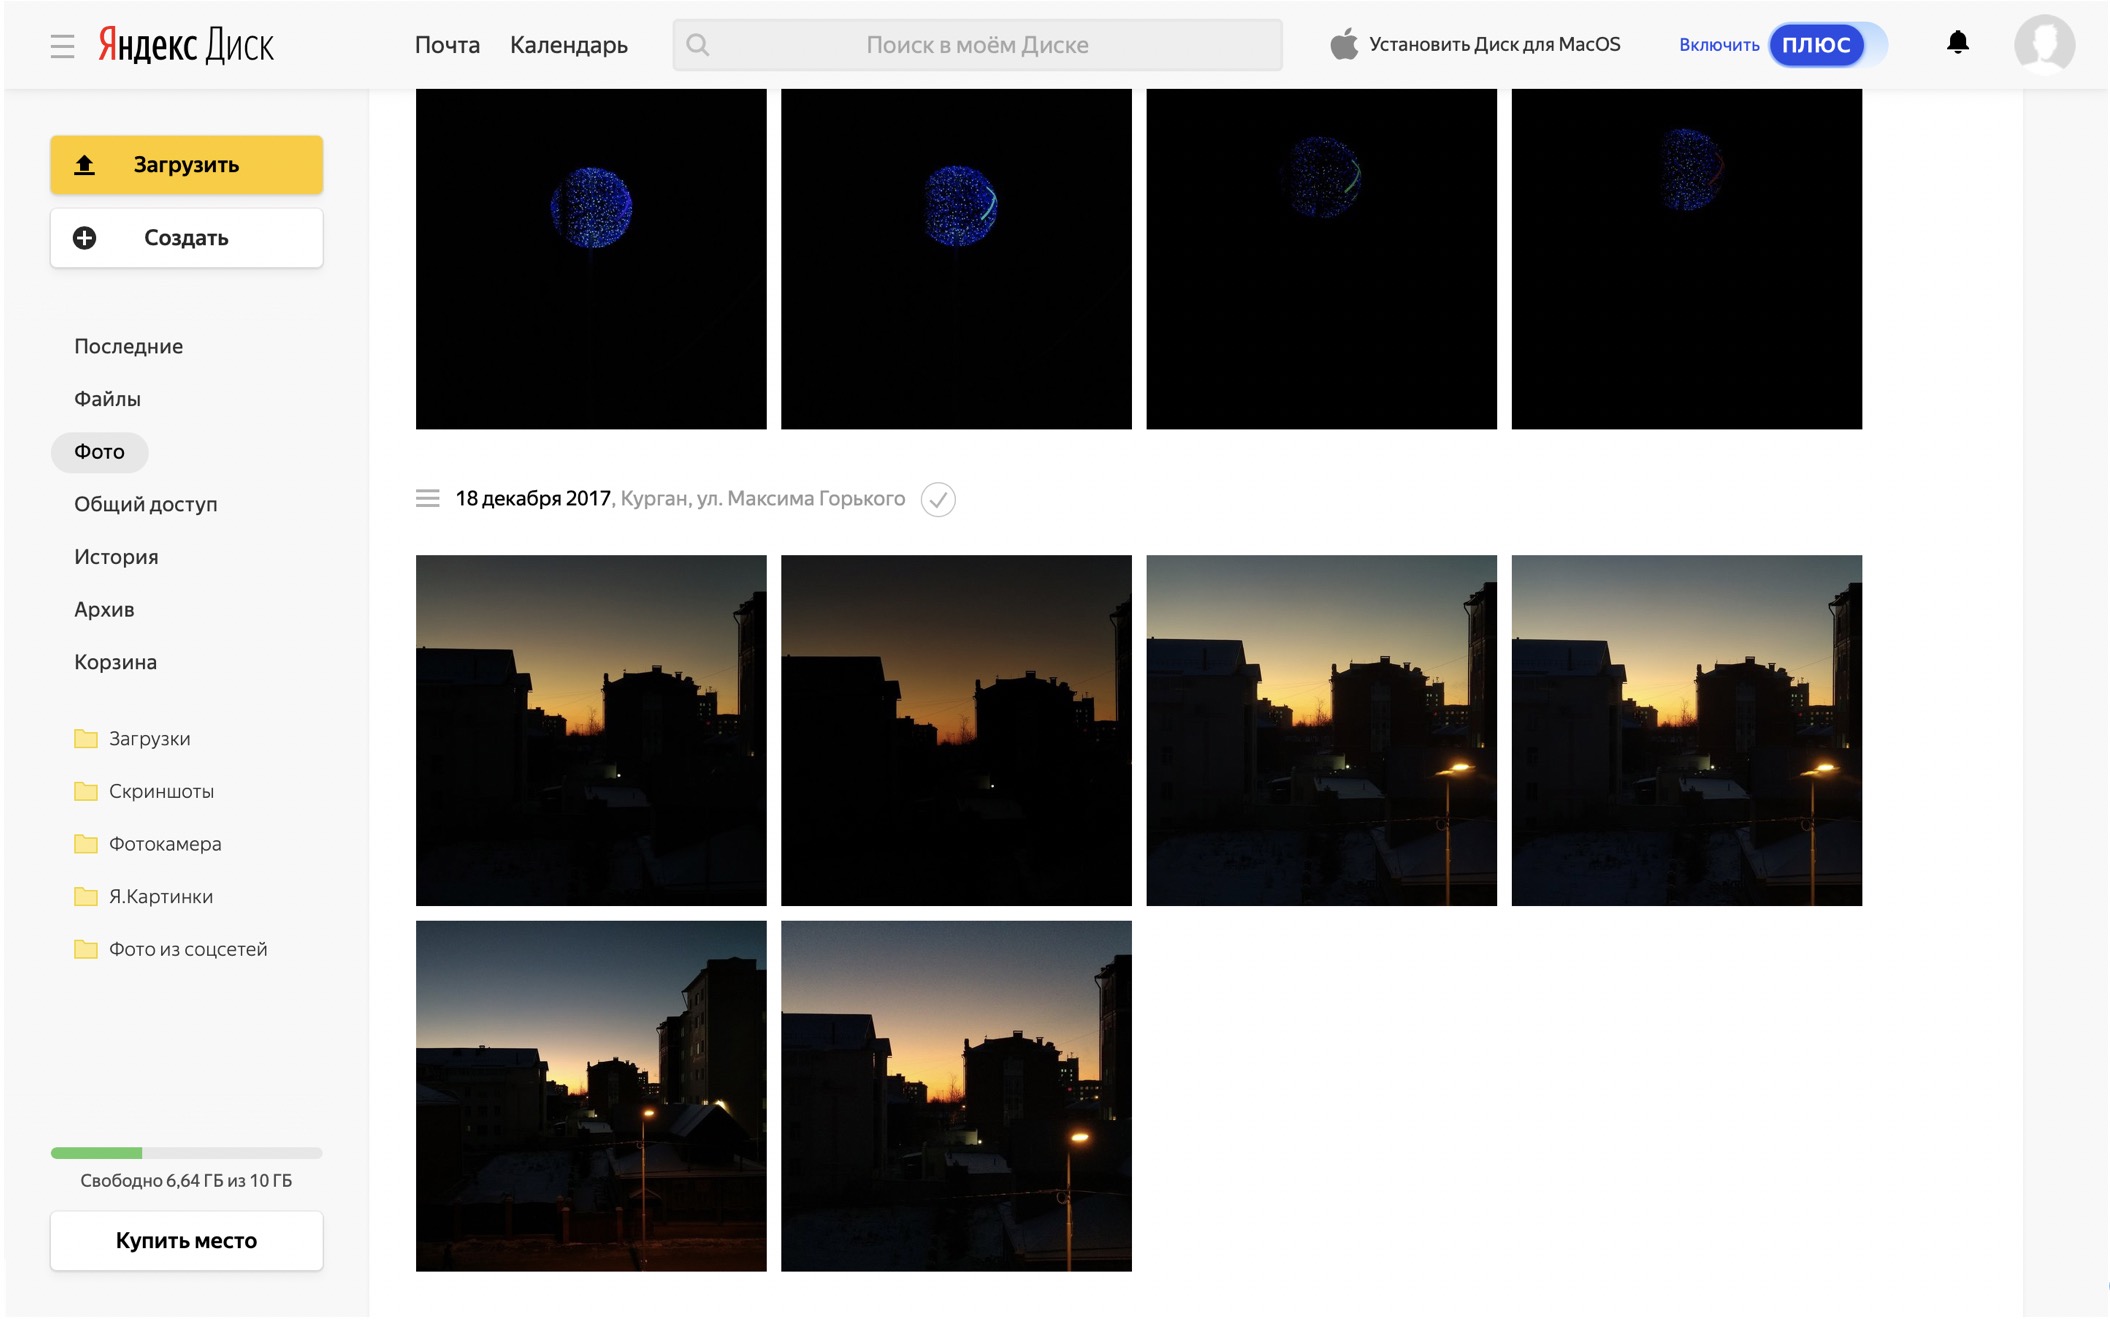 Яндекс Диск
Почта
Календарь
Поиск в моём Диске
Установить Диск для MacOS
Включить
ПЛЮС
Загрузить
Создать
Последние
Файлы
Фото
Общий доступ
История
Архив
Корзина
Загрузки
Скриншоты
Фотокамера
Я.Картинки
Фото из соцсетей
Свободно 6,64 ГБ из 10 ГБ
Купить место
18 декабря 2017, Курган, ул. Максима Горького